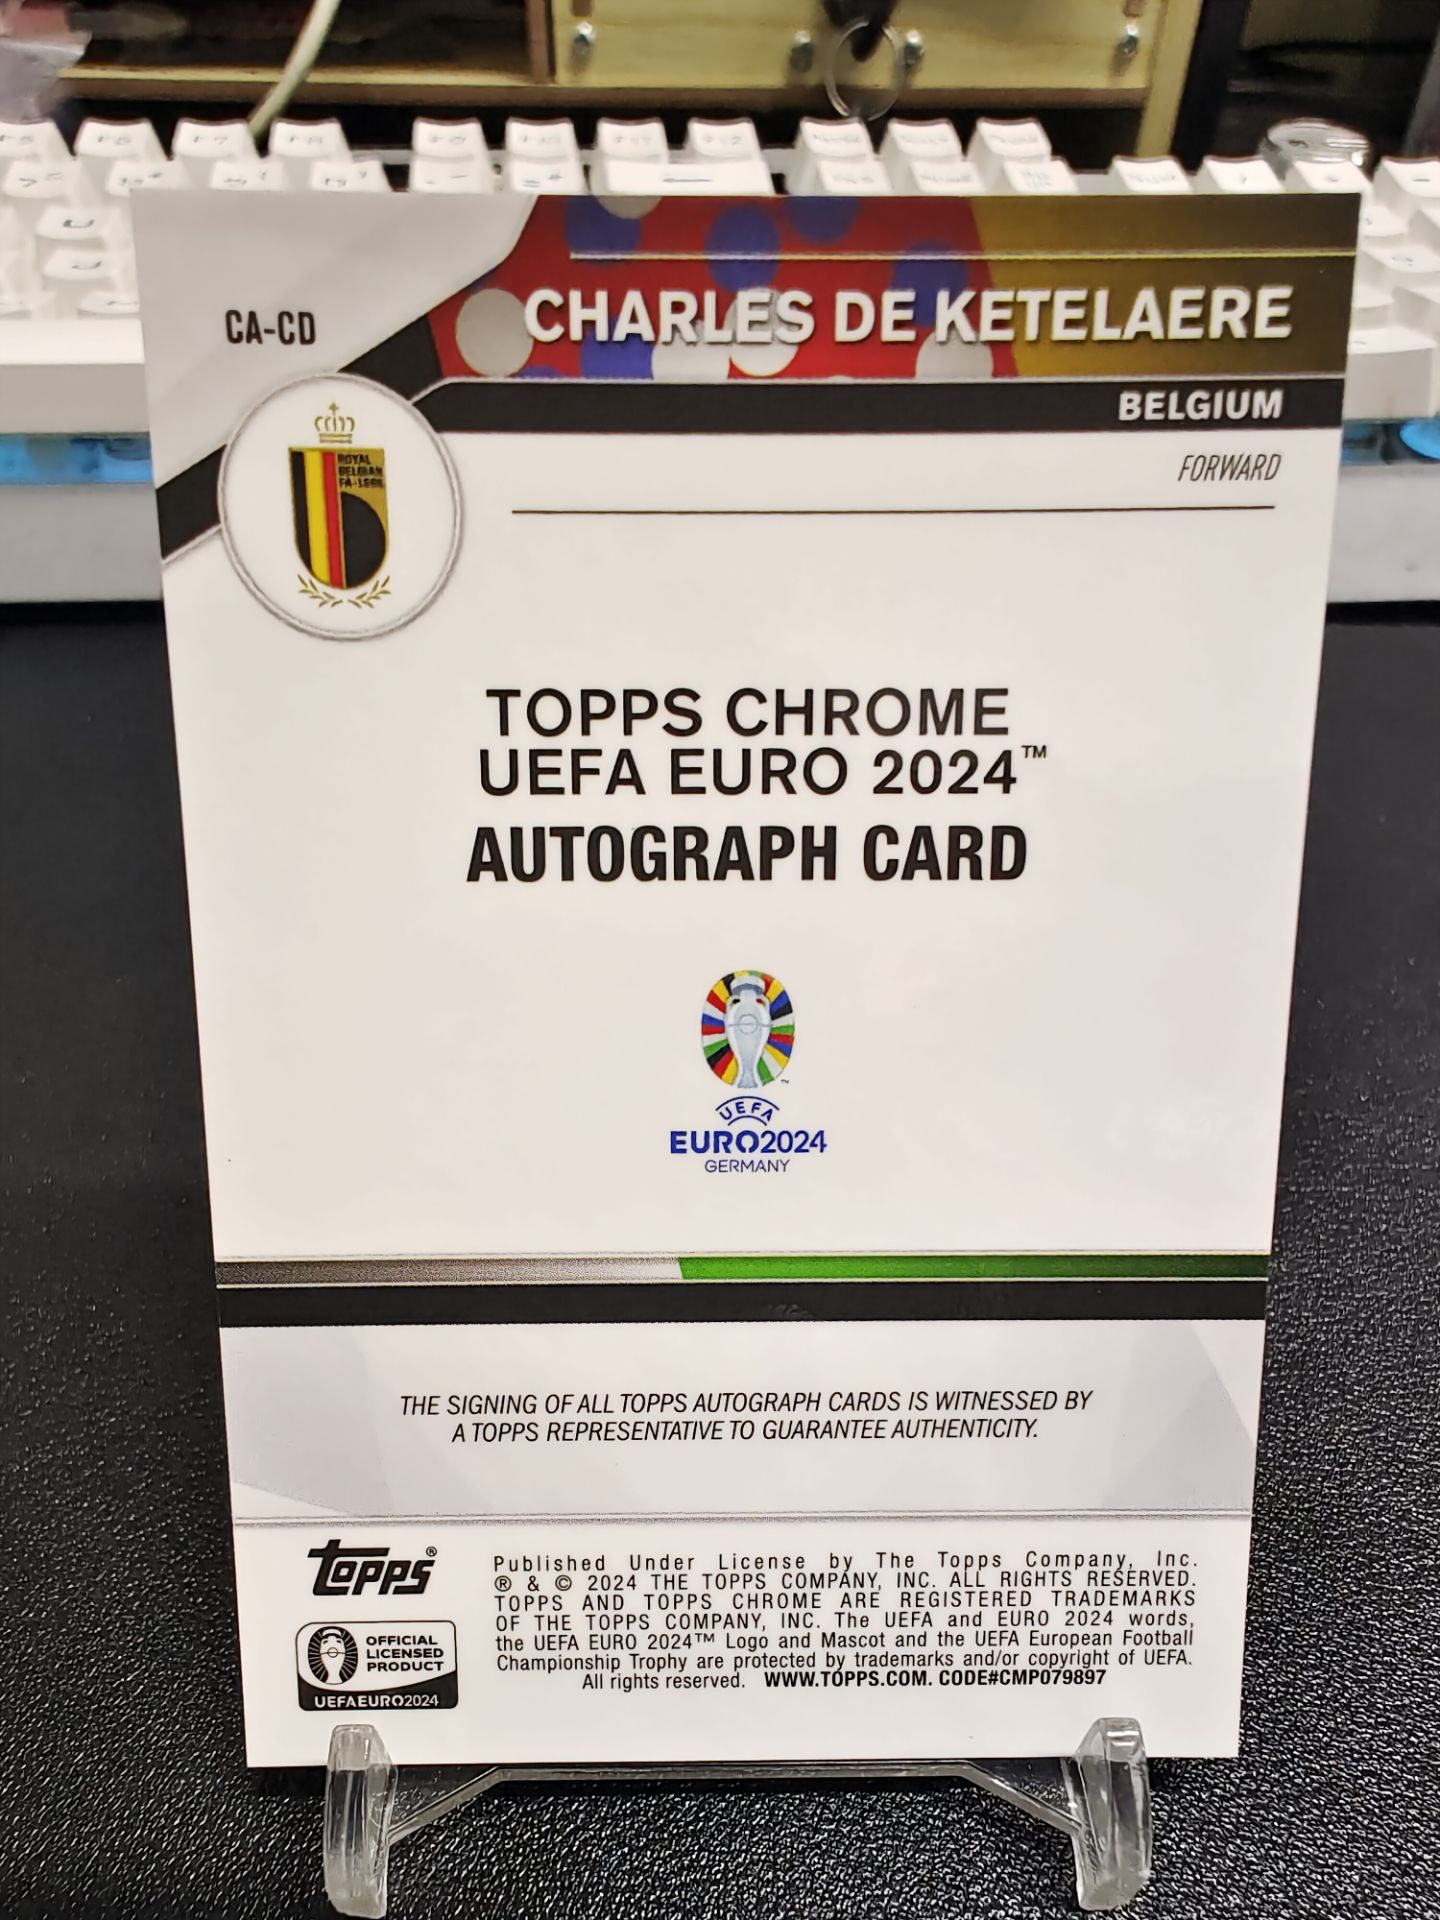 CA-CD
CHARLES DE KETELAERE
BELGIUM
FORWARD
ROYAL
BELGIAN
FA-1895
TOPPS CHROME
UEFA EURO 2024™
AUTOGRAPH CARD
™
UEFA
EURO2024
GERMANY
THE SIGNING OF ALL TOPPS AUTOGRAPH CARDS IS WITNESSED BY
A TOPPS REPRESENTATIVE TO GUARANTEE AUTHENTICITY.
topps®
OFFICIAL
LICENSED
PRODUCT
UEFAEURO2024
Published Under License by The Topps Company, Inc.
® & © 2024 THE TOPPS COMPANY, INC. ALL RIGHTS RESERVED.
TOPPS AND TOPPS CHROME ARE REGISTERED TRADEMARKS
OF THE TOPPS COMPANY, INC. The UEFA and EURO 2024 words,
the UEFA EURO 2024™ Logo and Mascot and the UEFA European Football
Championship Trophy are protected by trademarks and/or copyright of UEFA.
All rights reserved. WWW.TOPPS.COM. CODE#CMP079897